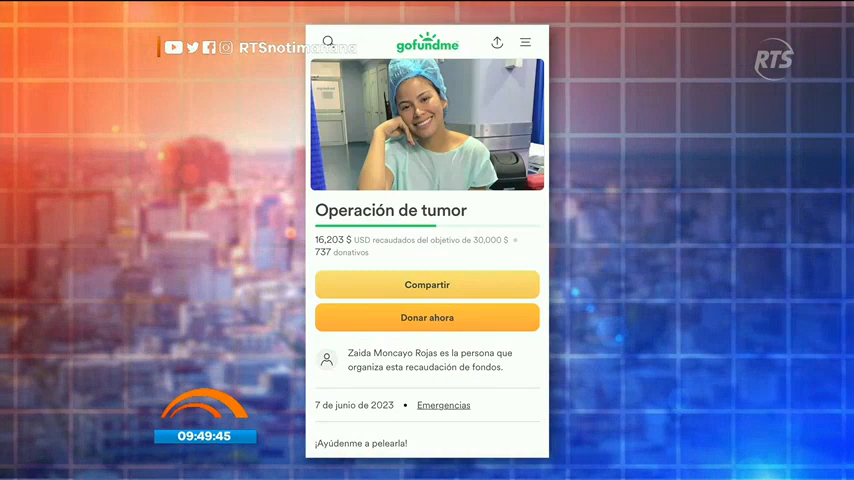 RTSnotimañana
RTS
gofundme
Operación de tumor
16,203 $ USD recaudados del objetivo de 30,000 $
737 donativos
Compartir
Donar ahora
Zaida Moncayo Rojas es la persona que
organiza esta recaudación de fondos.
7 de junio de 2023 • Emergencias
09:49:45
¡Ayúdenme a pelearla!